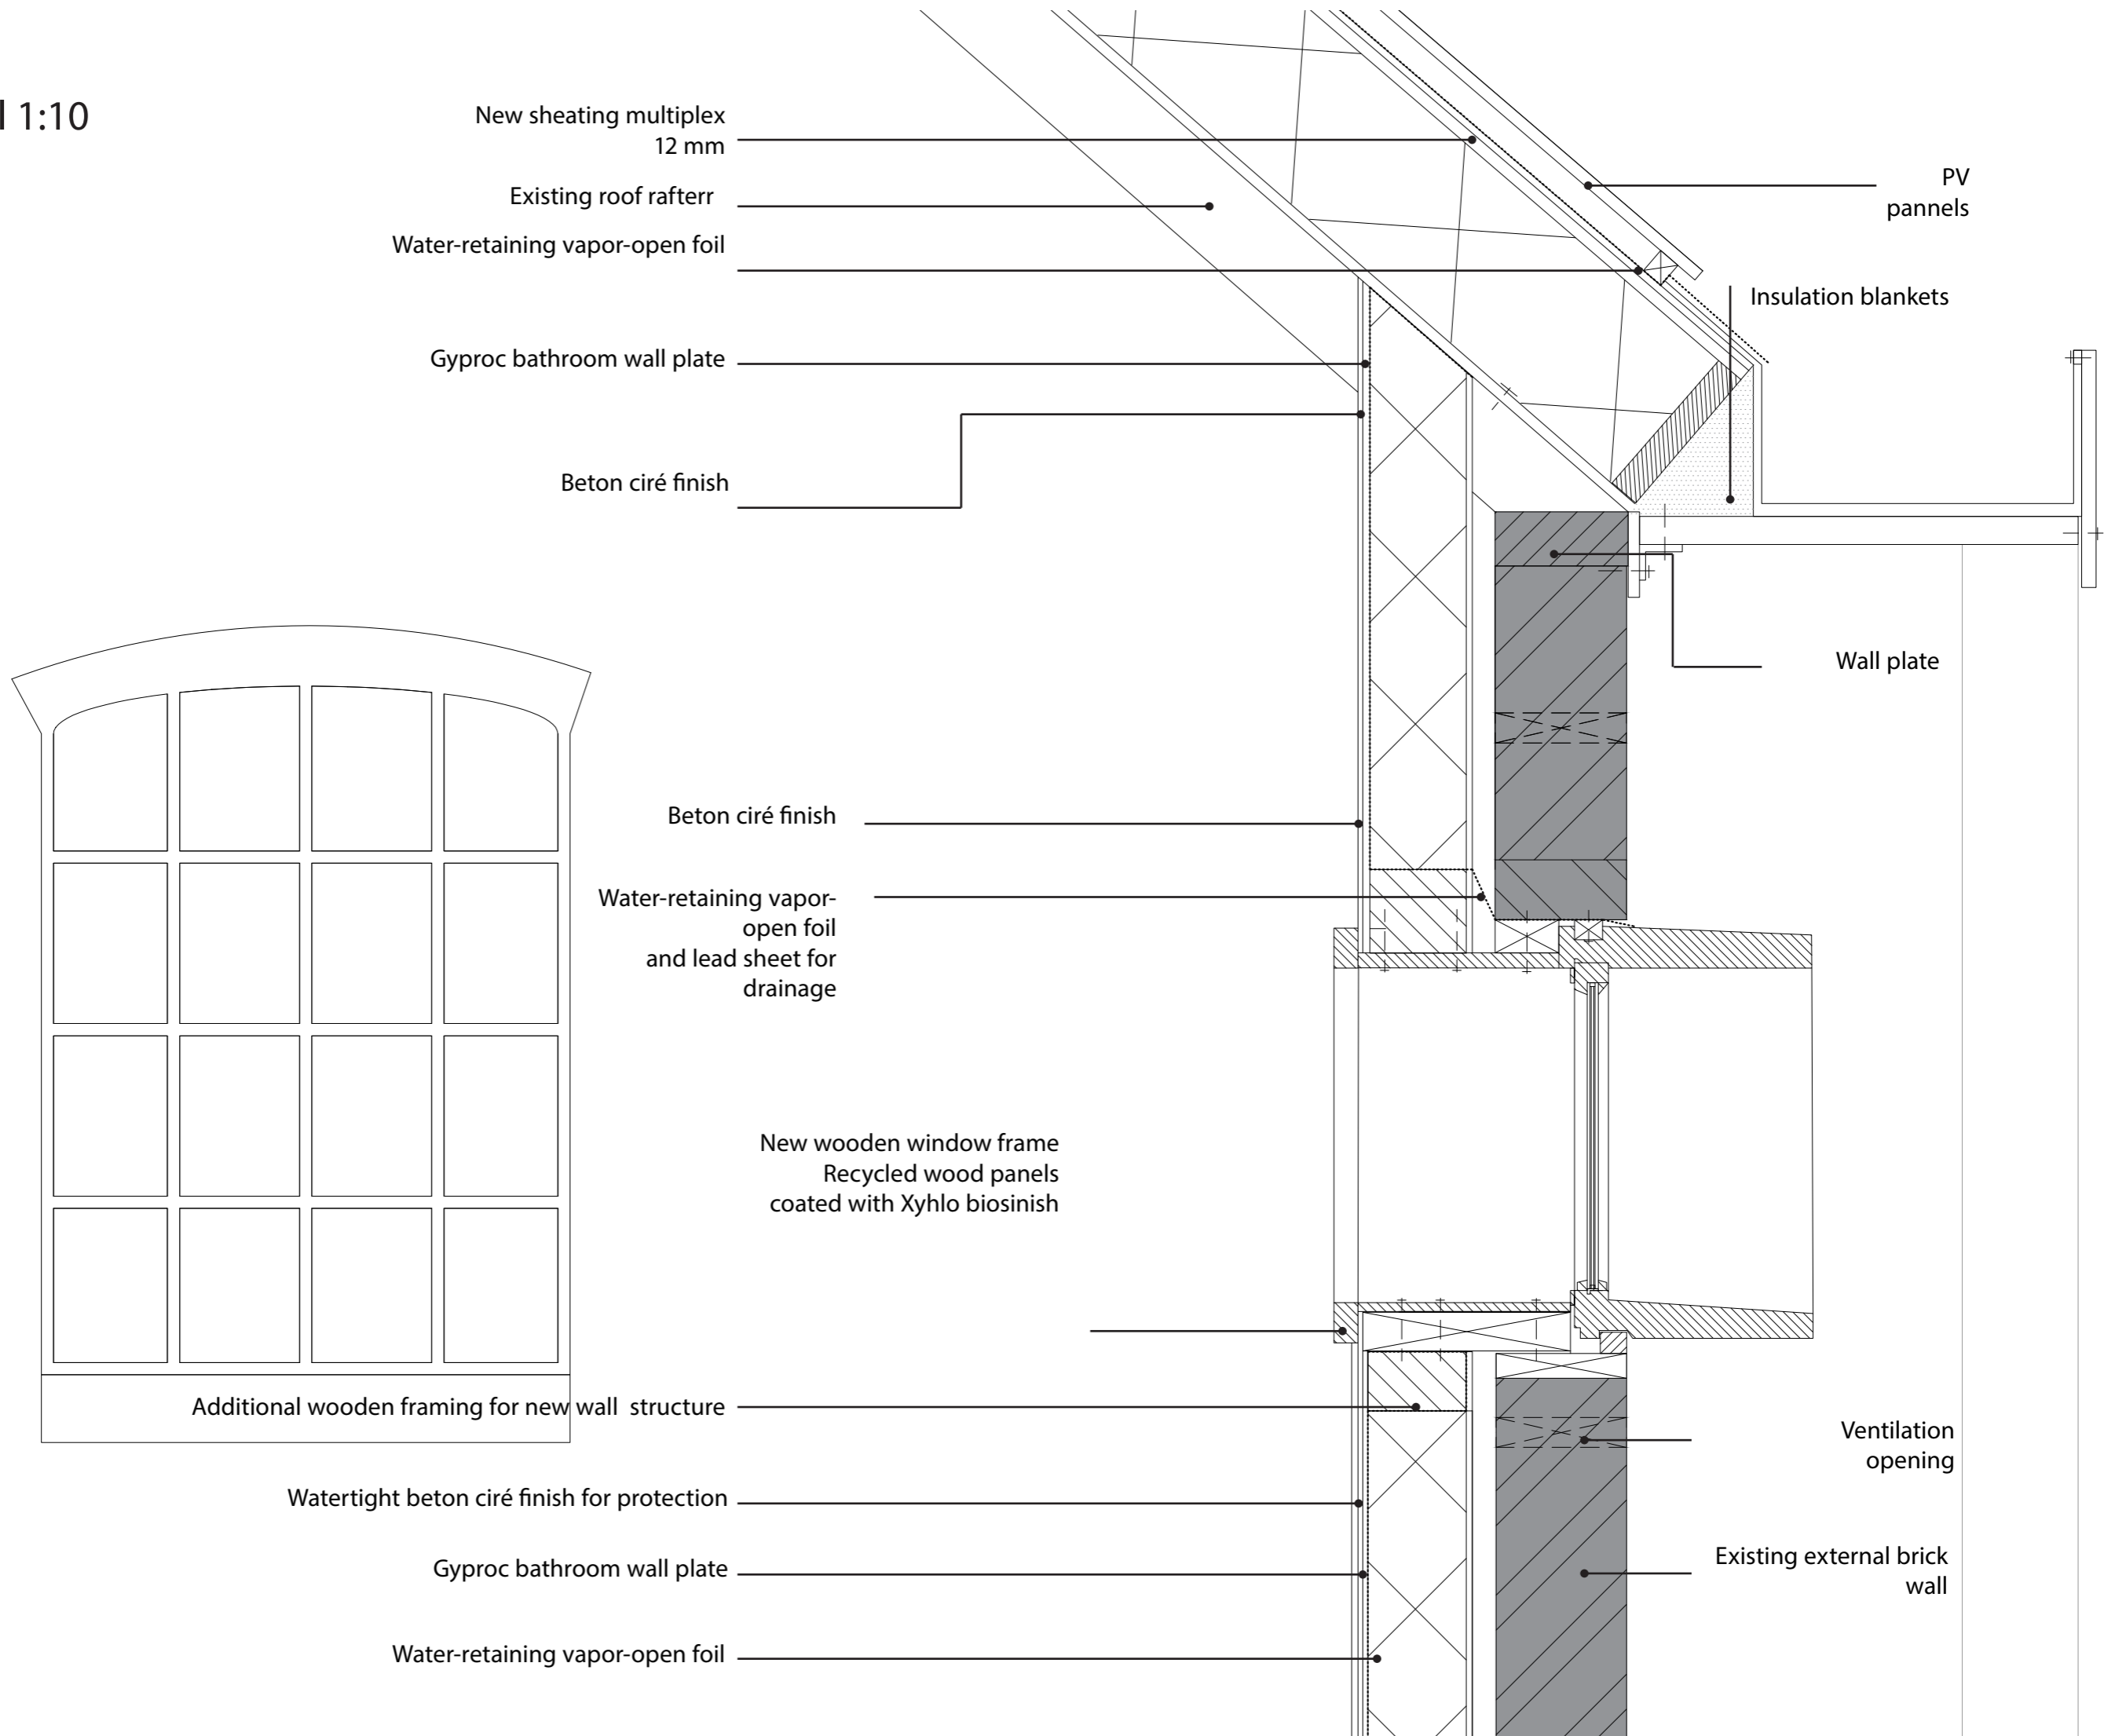 1:10
New sheating multiplex
12 mm
Existing roof rafterr
Water-retaining vapor-open foil
Gyproc bathroom wall plate
Beton ciré finish
PV
pannels
Insulation blankets
Wall plate
Beton ciré finish
Water-retaining vapor-
open foil
and lead sheet for
drainage
New wooden window frame
Recycled wood panels
coated with Xyhlo biosinish
Additional wooden framing for new wall structure
Watertight beton ciré finish for protection
Gyproc bathroom wall plate
Water-retaining vapor-open foil
Ventilation
opening
Existing external brick
wall